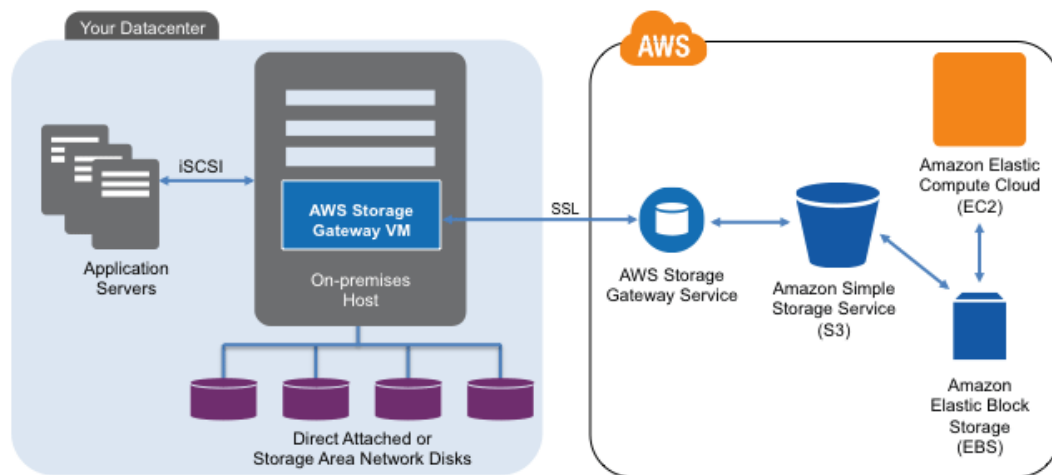 Your Datacenter
AWS
iSCSI
AWS Storage
Gateway VM
SSL
Application
Servers
On-premises
Host
Direct Attached or
Storage Area Network Disks
AWS Storage
Gateway Service
Amazon Simple
Storage Service
(S3)
Amazon Elastic
Compute Cloud
(EC2)
Amazon
Elastic Block
Storage
(EBS)